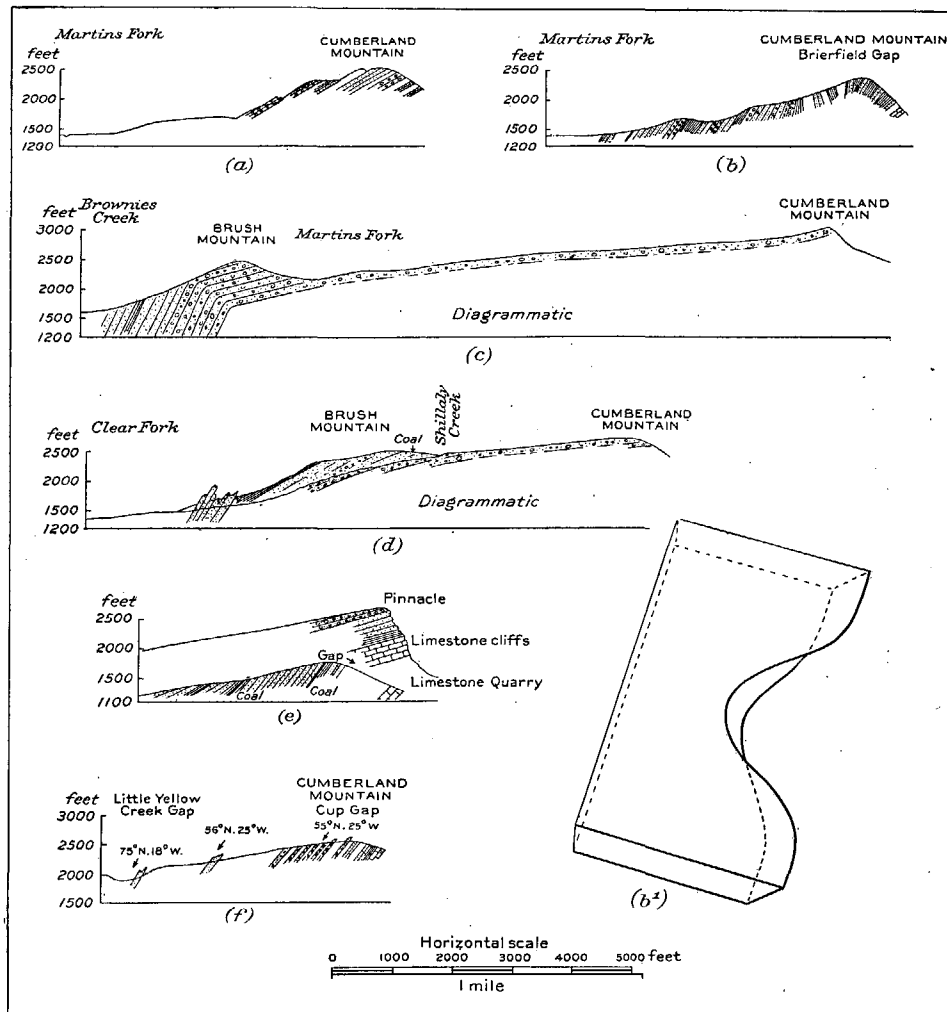 Martins Fork
feet
CUMBERLAND
MOUNTAIN
2500
2000
1500
1200
(a)
Martins Fork
feet
CUMBERLAND MOUNTAIN
Brierfield Gap
2500
2000
1500
1200
(b)
feet
Brownies
Creek
3000
2500
2000
1500
1200
BRUSH
MOUNTAIN
Martins Fork
CUMBERLAND
MOUNTAIN
Diagrammatic
(c)
feet
Clear Fork
2500
2000
1500
1200
BRUSH
MOUNTAIN
Coal
Shillaly
Creek
CUMBERLAND
MOUNTAIN
Diagrammatic
(d)
feet
2500
2000
1500
1100
Pinnacle
Limestone cliffs
Gap
Limestone Quarry
Coal
Coal
(e)
feet
3000
2500
2000
1500
Little Yellow
Creek Gap
75° N. 18° W.
56° N. 25° W.
CUMBERLAND
MOUNTAIN
Cup Gap
55° N. 25° W
(f)
(b¹)
Horizontal scale
0 1000 2000 3000 4000 5000 feet
1 mile